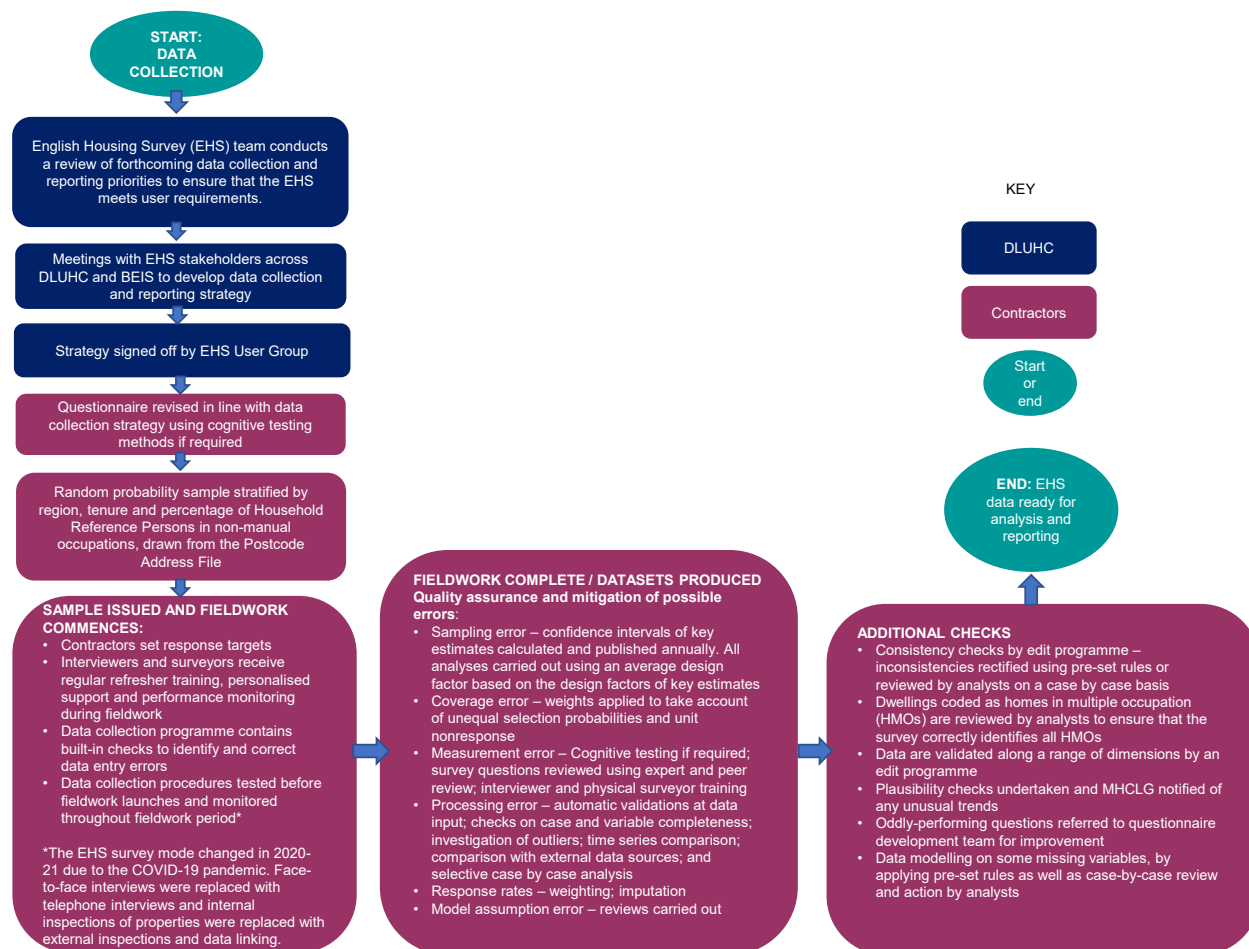 START:
DATA
COLLECTION
English Housing Survey (EHS) team conducts
a review of forthcoming data collection and
reporting priorities to ensure that the EHS
meets user requirements.
Meetings with EHS stakeholders across
DLUHC and BEIS to develop data collection
and reporting strategy
Strategy signed off by EHS User Group
Questionnaire revised in line with data
collection strategy using cognitive testing
methods if required
Random probability sample stratified by
region, tenure and percentage of Household
Reference Persons in non-manual
occupations, drawn from the Postcode
Address File
SAMPLE ISSUED AND FIELDWORK
COMMENCES:
• Contractors set response targets
• Interviewers and surveyors receive
regular refresher training, personalised
support and performance monitoring
during fieldwork
• Data collection programme contains
built-in checks to identify and correct
data entry errors
• Data collection procedures tested before
fieldwork launches and monitored
throughout fieldwork period*
*The EHS survey mode changed in 2020-
21 due to the COVID-19 pandemic. Face-
to-face interviews were replaced with
telephone interviews and internal
inspections of properties were replaced with
external inspections and data linking.
FIELDWORK COMPLETE / DATASETS PRODUCED
Quality assurance and mitigation of possible
errors:
• Sampling error – confidence intervals of key
estimates calculated and published annually. All
analyses carried out using an average design
factor based on the design factors of key estimates
• Coverage error – weights applied to take account
of unequal selection probabilities and unit
nonresponse
• Measurement error – Cognitive testing if required;
survey questions reviewed using expert and peer
review; interviewer and physical surveyor training
• Processing error – automatic validations at data
input; checks on case and variable completeness;
investigation of outliers; time series comparison;
comparison with external data sources; and
selective case by case analysis
• Response rates – weighting; imputation
• Model assumption error – reviews carried out
KEY
DLUHC
Contractors
Start
or
end
END: EHS
data ready for
analysis and
reporting
ADDITIONAL CHECKS
• Consistency checks by edit programme –
inconsistencies rectified using pre-set rules or
reviewed by analysts on a case by case basis
• Dwellings coded as homes in multiple occupation
(HMOs) are reviewed by analysts to ensure that the
survey correctly identifies all HMOs
• Data are validated along a range of dimensions by an
edit programme
• Plausibility checks undertaken and MHCLG notified of
any unusual trends
• Oddly-performing questions referred to questionnaire
development team for improvement
• Data modelling on some missing variables, by
applying pre-set rules as well as case-by-case review
and action by analysts